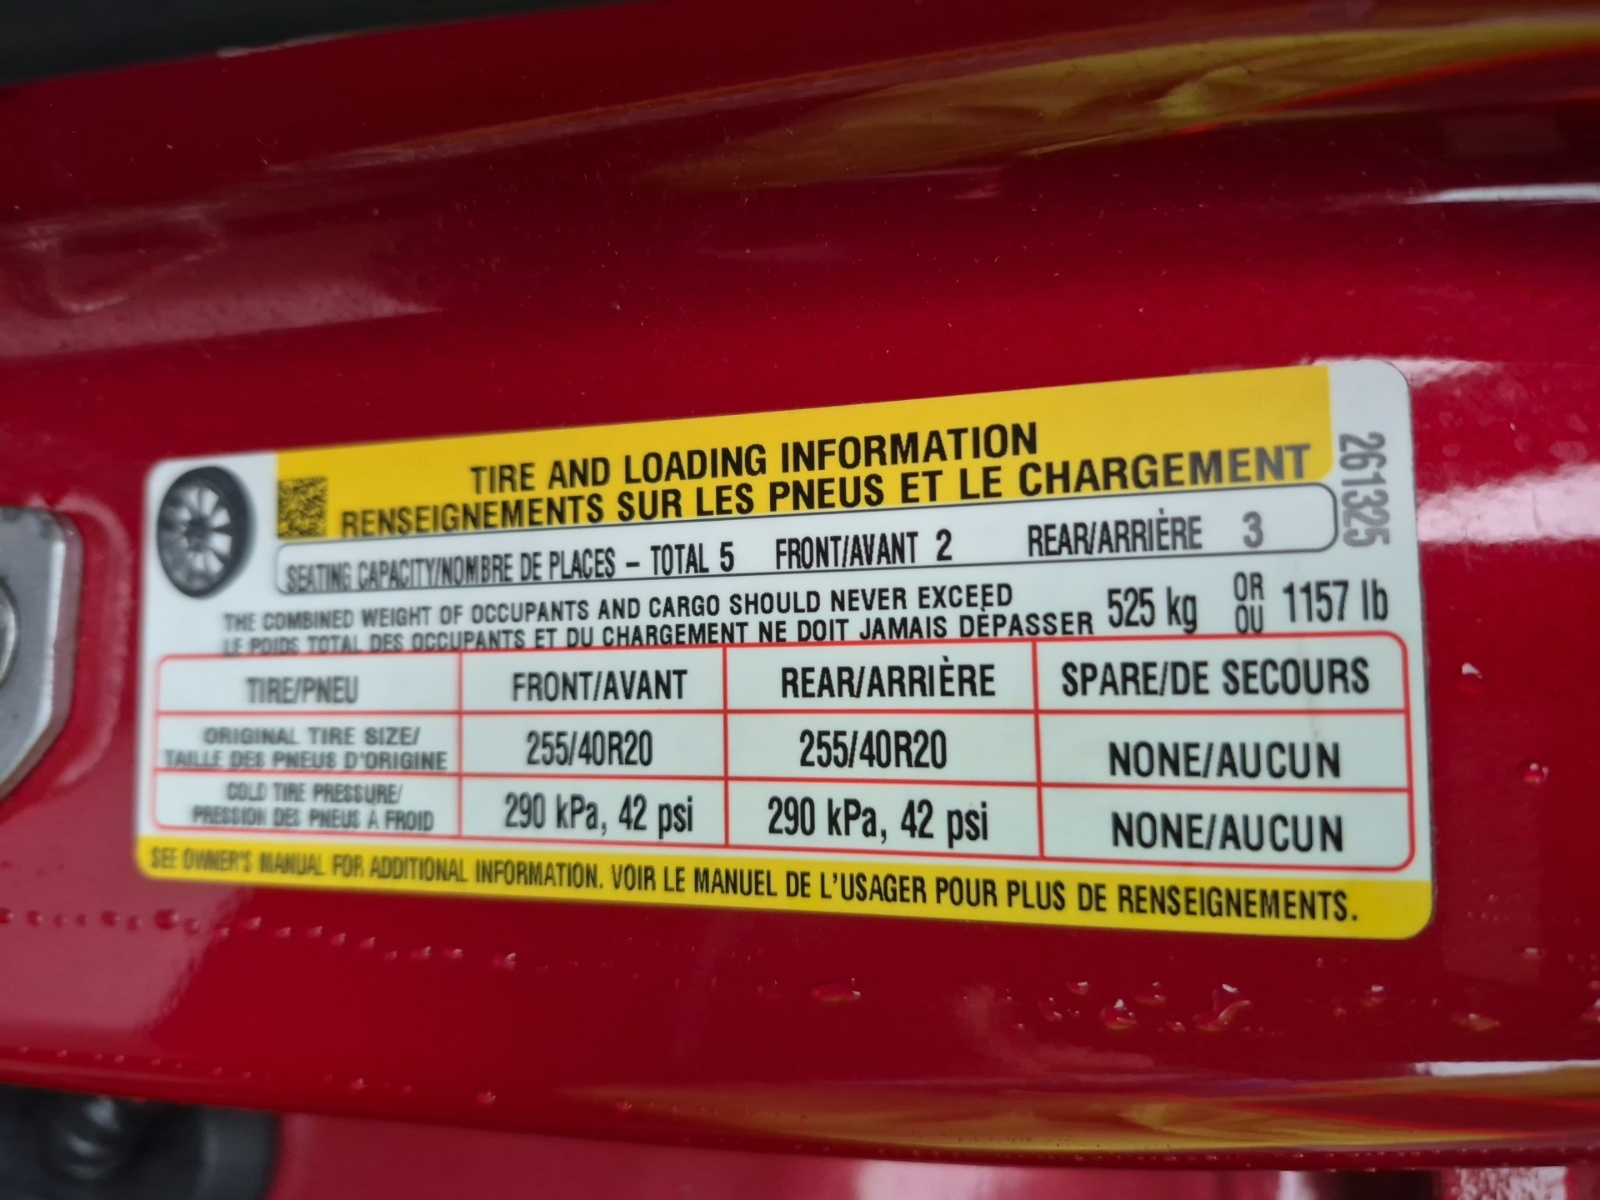 TIRE AND LOADING INFORMATION
RENSEIGNEMENTS SUR LES PNEUS ET LE CHARGEMENT
261325
SEATING CAPACITY/NOMBRE DE PLACES – TOTAL 5 FRONT/AVANT 2 REAR/ARRIÈRE 3
THE COMBINED WEIGHT OF OCCUPANTS AND CARGO SHOULD NEVER EXCEED
LE POIDS TOTAL DES OCCUPANTS ET DU CHARGEMENT NE DOIT JAMAIS DÉPASSER
525 kg OR OU 1157 lb
TIRE/PNEU FRONT/AVANT REAR/ARRIÈRE SPARE/DE SECOURS
ORIGINAL TIRE SIZE/
TAILLE DES PNEUS D'ORIGINE
255/40R20 255/40R20 NONE/AUCUN
COLD TIRE PRESSURE/
PRESSION DES PNEUS À FROID
290 kPa, 42 psi 290 kPa, 42 psi NONE/AUCUN
SEE OWNER'S MANUAL FOR ADDITIONAL INFORMATION. VOIR LE MANUEL DE L'USAGER POUR PLUS DE RENSEIGNEMENTS.